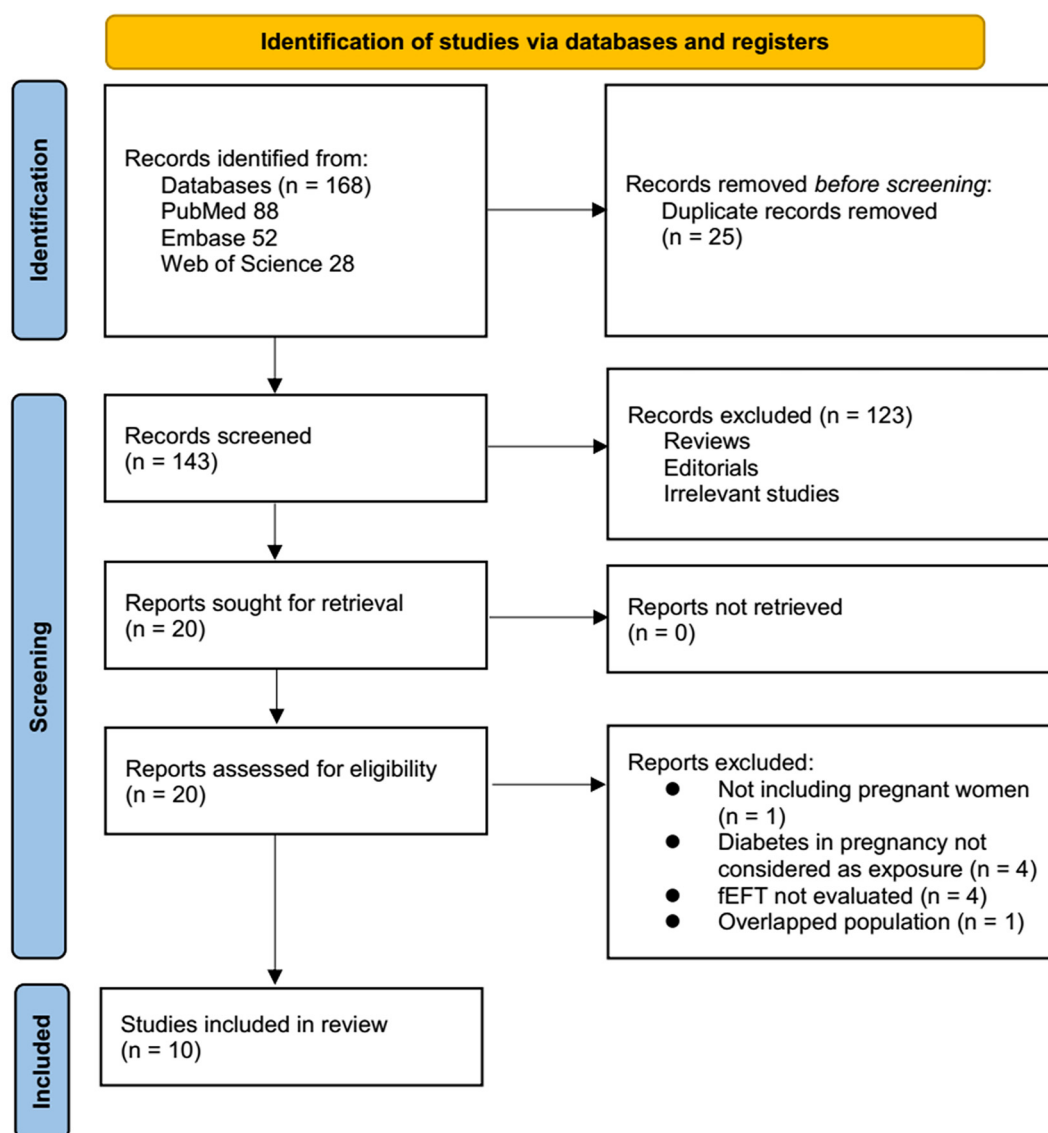 Identification of studies via databases and registers
Identification
Records identified from:
Databases (n = 168)
PubMed 88
Embase 52
Web of Science 28
Records removed before screening:
Duplicate records removed
(n = 25)
Screening
Records screened
(n = 143)
Records excluded (n = 123)
Reviews
Editorials
Irrelevant studies
Reports sought for retrieval
(n = 20)
Reports not retrieved
(n = 0)
Reports assessed for eligibility
(n = 20)
Reports excluded:
● Not including pregnant women
(n = 1)
● Diabetes in pregnancy not
considered as exposure (n = 4)
● fEFT not evaluated (n = 4)
● Overlapped population (n = 1)
Included
Studies included in review
(n = 10)